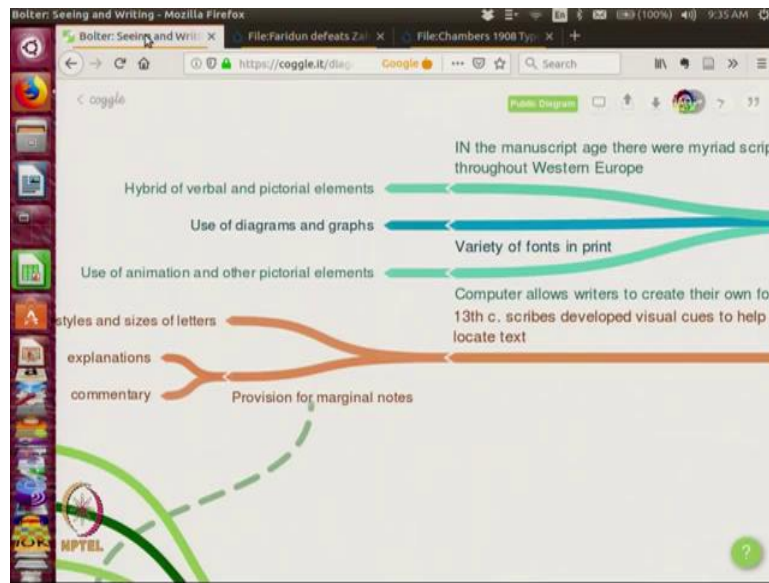 Bolter: Seeing and Writing - Mozilla Firefox
En
(100%)
9:35 AM
Bolter: Seeing and Writi
File:Faridun defeats Zah
File:Chambers 1908 Typ
https://coggle.it/diag
Google
Search
coggle
Public Diagram
IN the manuscript age there were myriad scrip
throughout Western Europe
Hybrid of verbal and pictorial elements
Use of diagrams and graphs
Variety of fonts in print
Use of animation and other pictorial elements
Computer allows writers to create their own fo
styles and sizes of letters
13th c. scribes developed visual cues to help
locate text
explanations
commentary
Provision for marginal notes
NPTEL
?